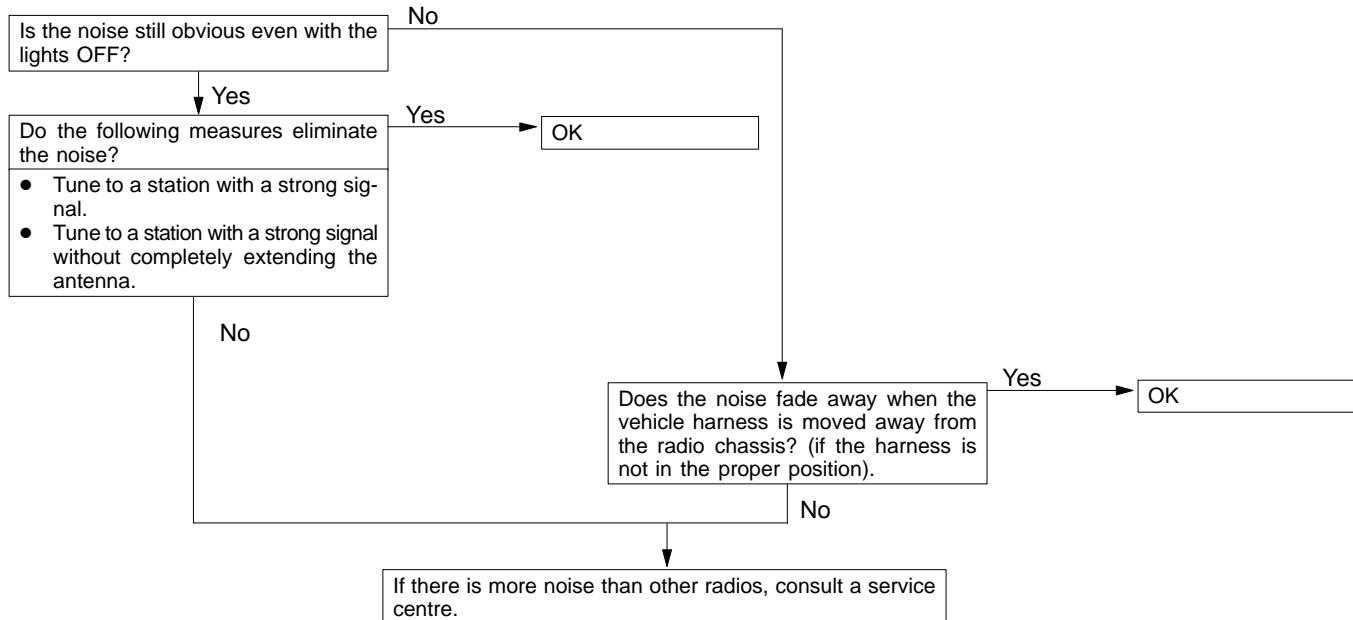 No
Is the noise still obvious even with the
lights OFF?
Yes
Do the following measures eliminate
the noise?
Yes
OK
● Tune to a station with a strong sig-
nal.
● Tune to a station with a strong signal
without completely extending the
antenna.
No
Does the noise fade away when the
vehicle harness is moved away from
the radio chassis? (if the harness is
not in the proper position).
Yes
OK
No
If there is more noise than other radios, consult a service
centre.